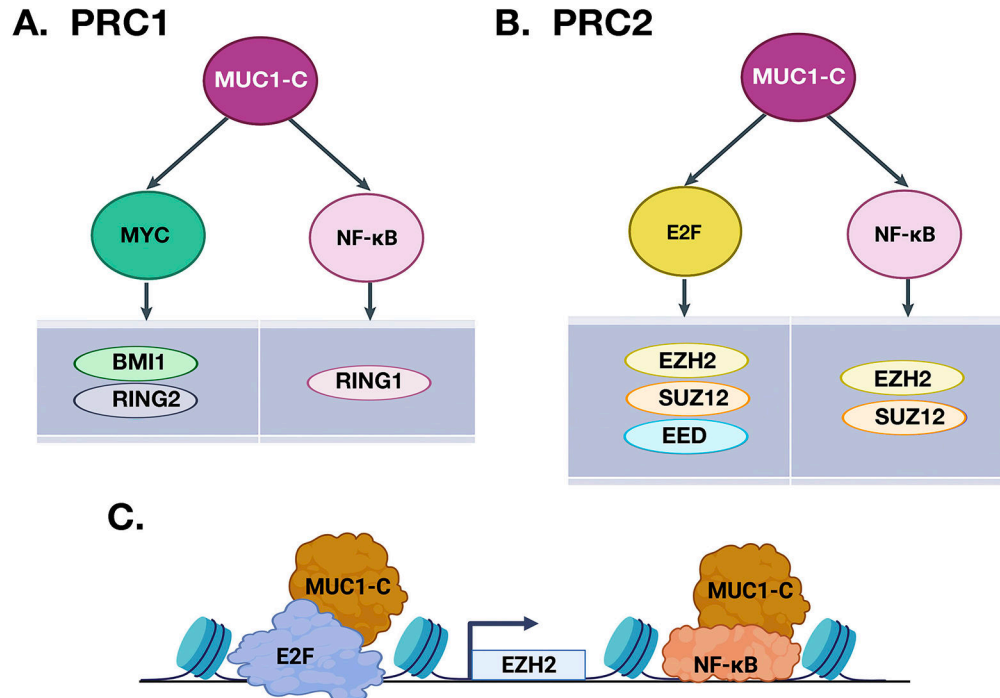 A. PRC1
MUC1-C
MYC
NF-κB
BMI1
RING2
RING1
B. PRC2
MUC1-C
E2F
NF-κB
EZH2
SUZ12
EED
EZH2
SUZ12
C.
MUC1-C
E2F
EZH2
MUC1-C
NF-κB